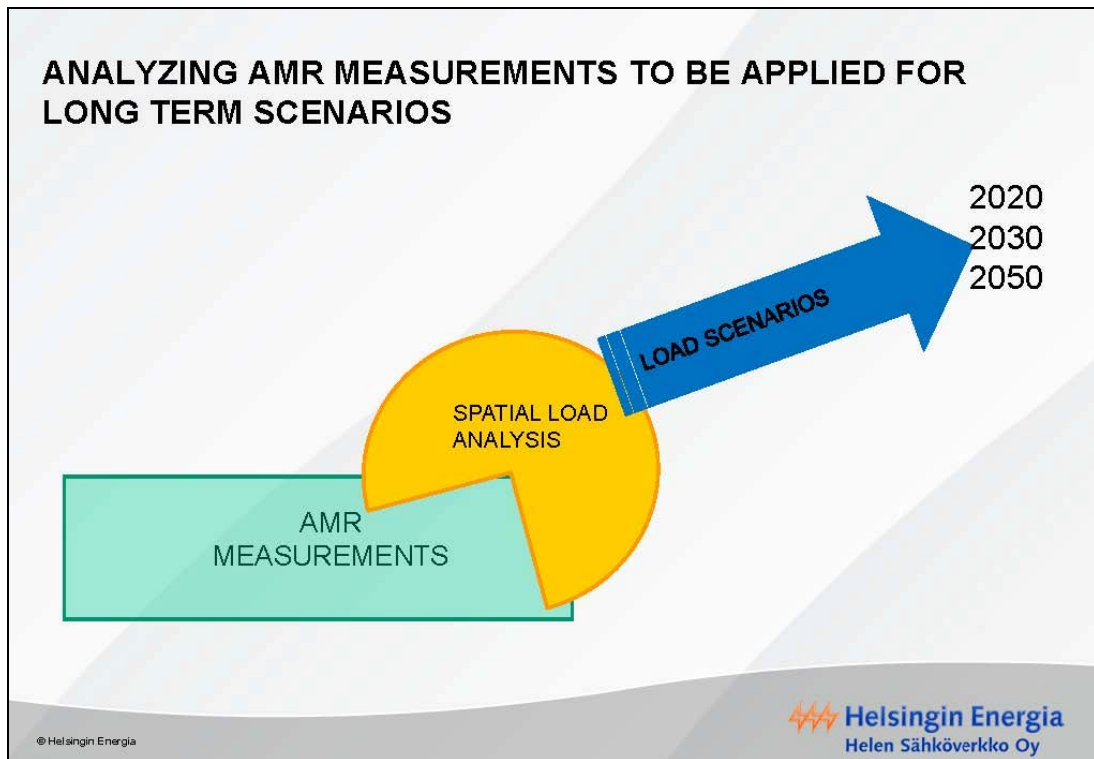 ANALYZING AMR MEASUREMENTS TO BE APPLIED FOR
LONG TERM SCENARIOS
2020
2030
2050
LOAD SCENARIOS
SPATIAL LOAD
ANALYSIS
AMR
MEASUREMENTS
© Helsingin Energia
Helsingin Energia
Helen Sähköverkko Oy